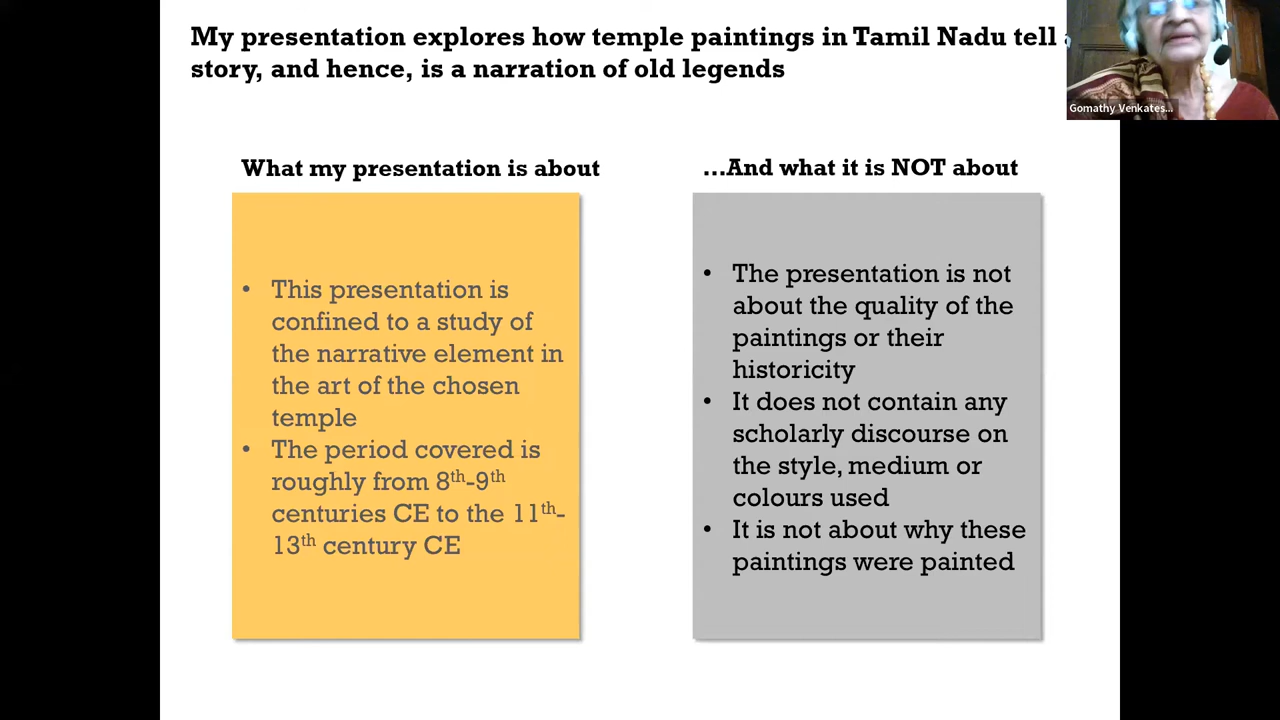 My presentation explores how temple paintings in Tamil Nadu tell
story, and hence, is a narration of old legends
Gomathy Venkates...
What my presentation is about
• This presentation is
confined to a study of
the narrative element in
the art of the chosen
temple
• The period covered is
roughly from 8th-9th
centuries CE to the 11th-
13th century CE
...And what it is NOT about
• The presentation is not
about the quality of the
paintings or their
historicity
• It does not contain any
scholarly discourse on
the style, medium or
colours used
• It is not about why these
paintings were painted